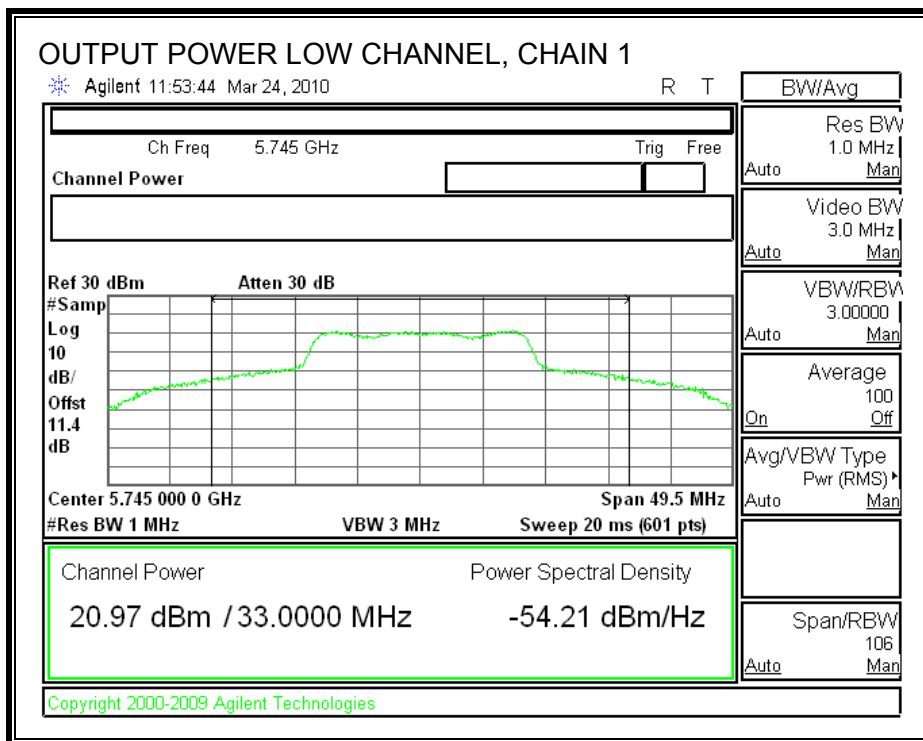 OUTPUT POWER LOW CHANNEL, CHAIN 1
Agilent 11:53:44 Mar 24, 2010 R T
Ch Freq 5.745 GHz Trig Free
Channel Power
Ref 30 dBm Atten 30 dB
#Samp
Log
10
dB/
Offst
11.4
dB
Center 5.745 000 0 GHz Span 49.5 MHz
#Res BW 1 MHz VBW 3 MHz Sweep 20 ms (601 pts)
Channel Power Power Spectral Density
20.97 dBm / 33.0000 MHz -54.21 dBm/Hz
Copyright 2000-2009 Agilent Technologies
BW/Avg
Res BW
1.0 MHz
Auto Man
Video BW
3.0 MHz
Auto Man
VBW/RBW
3.00000
Auto Man
Average
100
On Off
Avg/VBW Type
Pwr (RMS)
Auto Man
Span/RBW
106
Auto Man